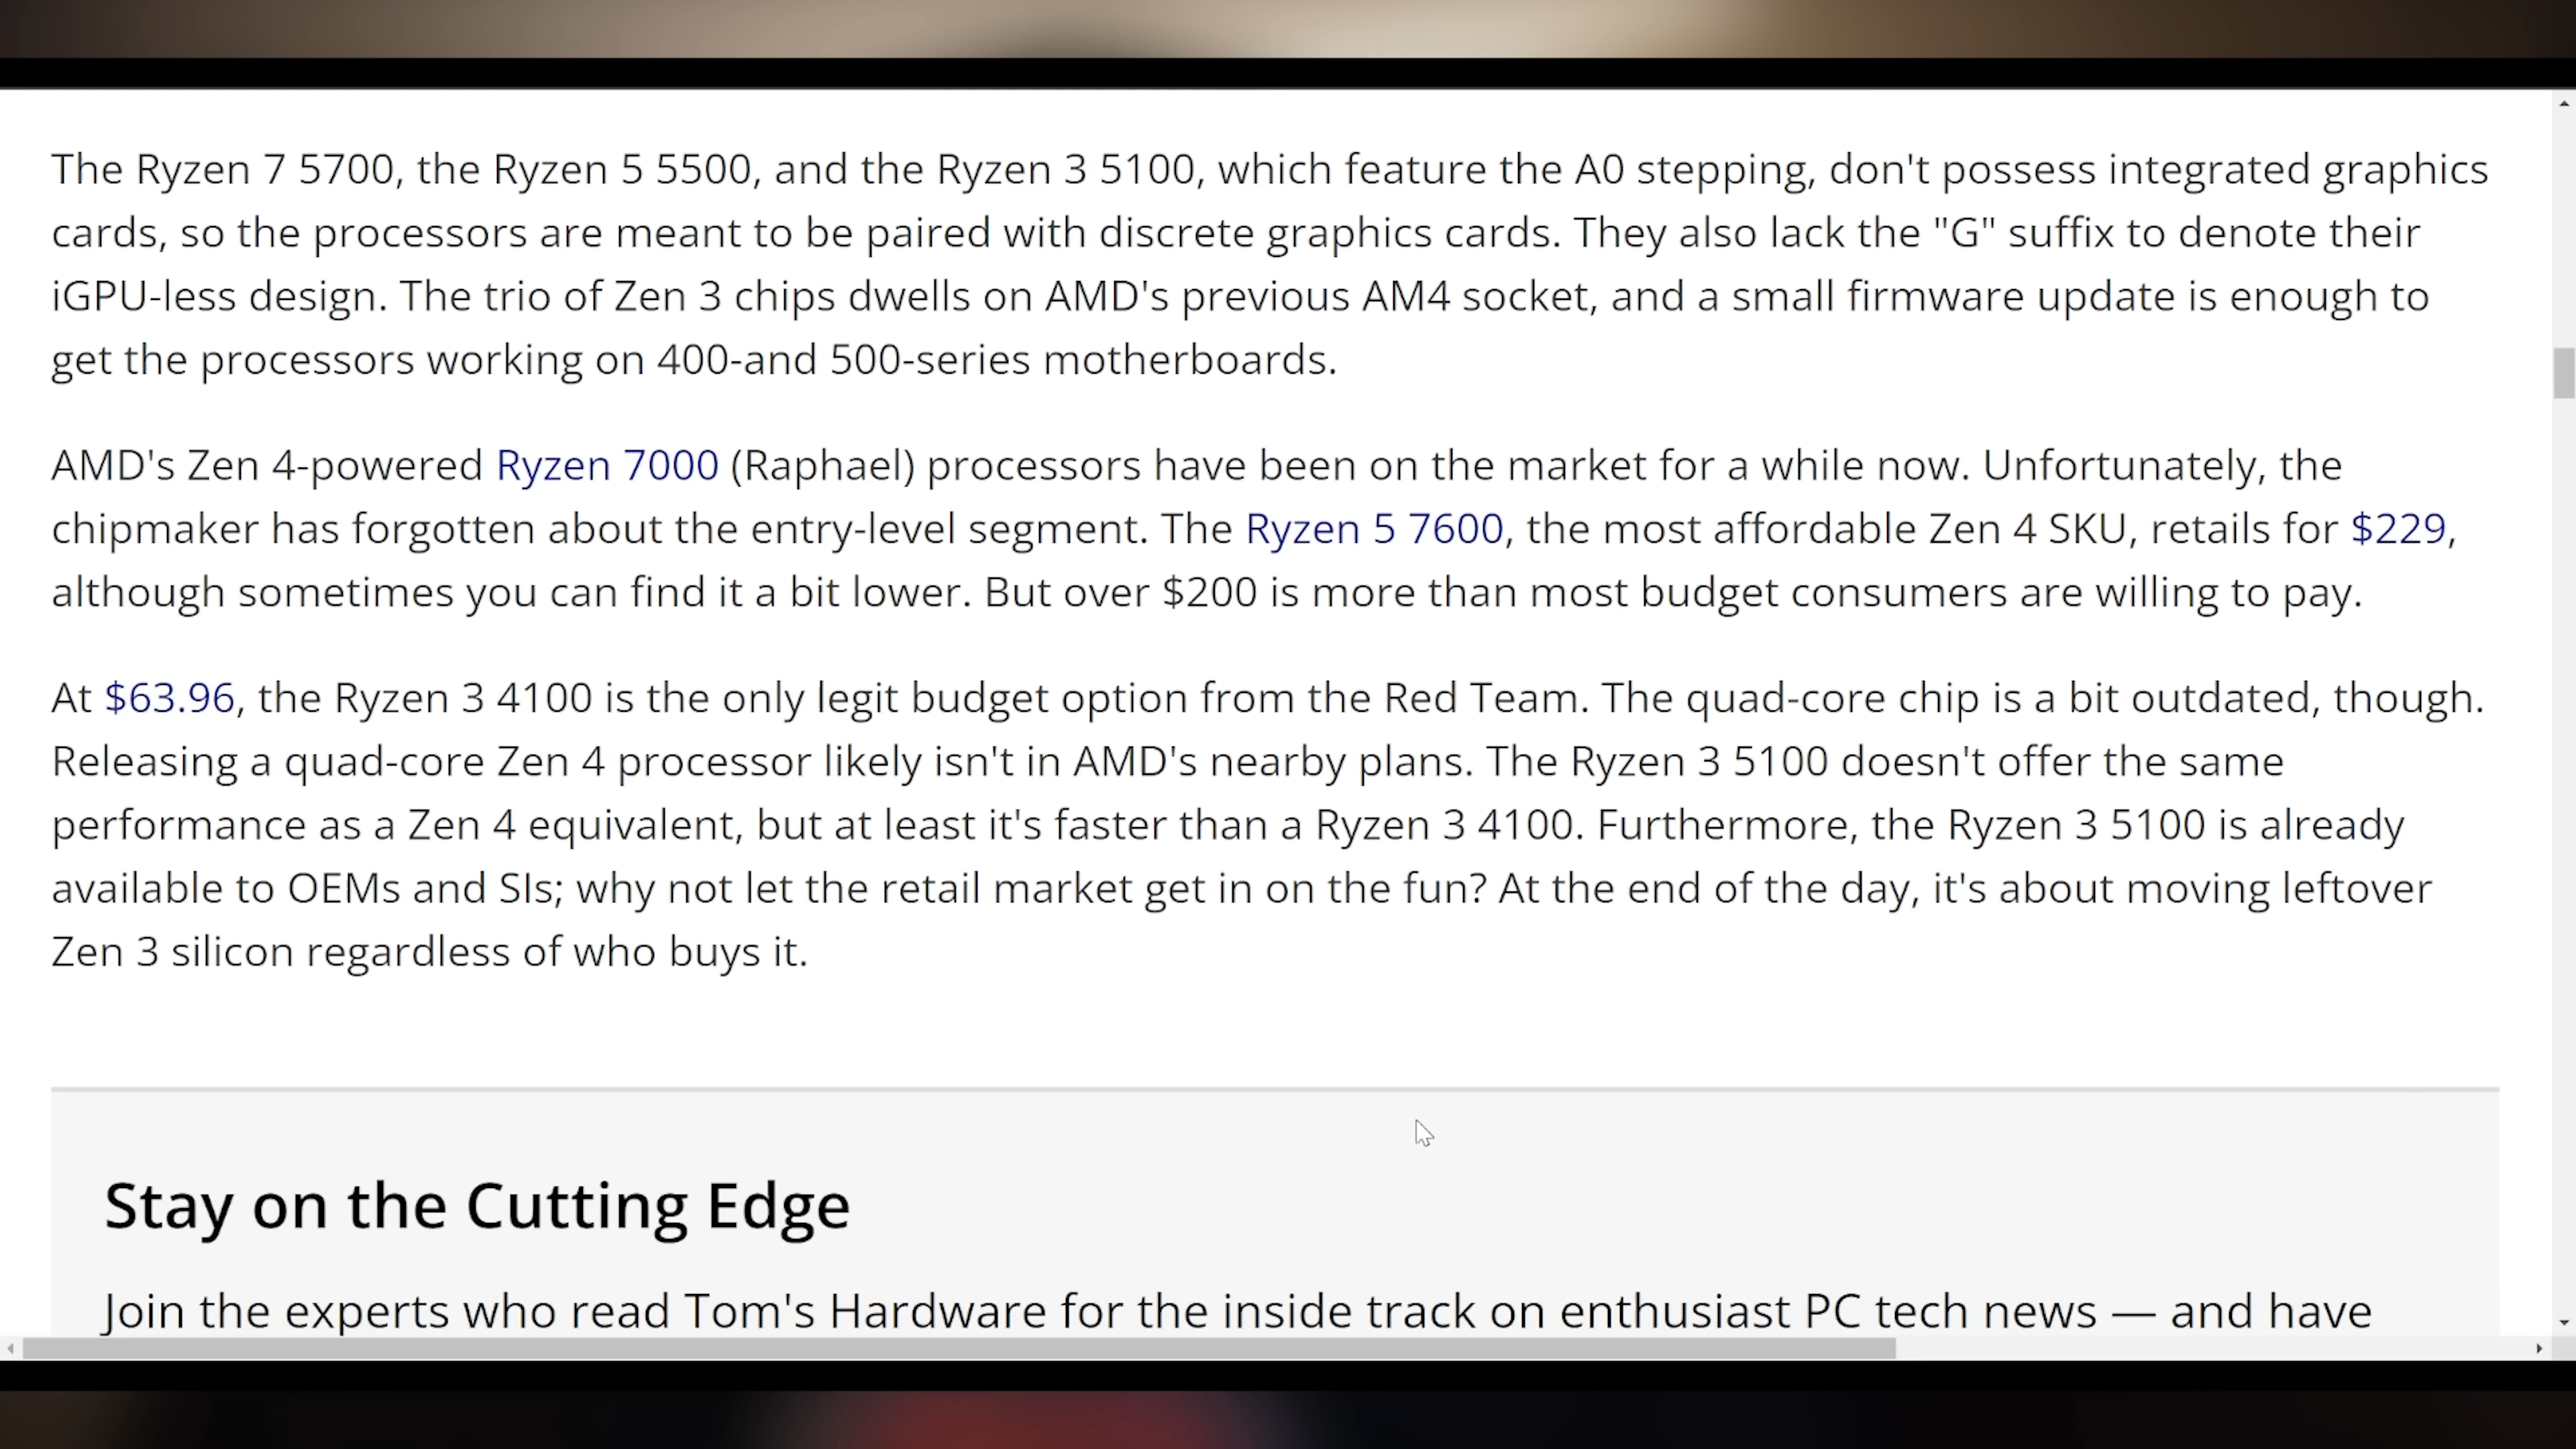 The Ryzen 7 5700, the Ryzen 5 5500, and the Ryzen 3 5100, which feature the A0 stepping, don't possess integrated graphics
cards, so the processors are meant to be paired with discrete graphics cards. They also lack the "G" suffix to denote their
iGPU-less design. The trio of Zen 3 chips dwells on AMD's previous AM4 socket, and a small firmware update is enough to
get the processors working on 400-and 500-series motherboards.
AMD's Zen 4-powered Ryzen 7000 (Raphael) processors have been on the market for a while now. Unfortunately, the
chipmaker has forgotten about the entry-level segment. The Ryzen 5 7600, the most affordable Zen 4 SKU, retails for $229,
although sometimes you can find it a bit lower. But over $200 is more than most budget consumers are willing to pay.
At $63.96, the Ryzen 3 4100 is the only legit budget option from the Red Team. The quad-core chip is a bit outdated, though.
Releasing a quad-core Zen 4 processor likely isn't in AMD's nearby plans. The Ryzen 3 5100 doesn't offer the same
performance as a Zen 4 equivalent, but at least it's faster than a Ryzen 3 4100. Furthermore, the Ryzen 3 5100 is already
available to OEMs and SIs; why not let the retail market get in on the fun? At the end of the day, it's about moving leftover
Zen 3 silicon regardless of who buys it.
Stay on the Cutting Edge
Join the experts who read Tom's Hardware for the inside track on enthusiast PC tech news — and have